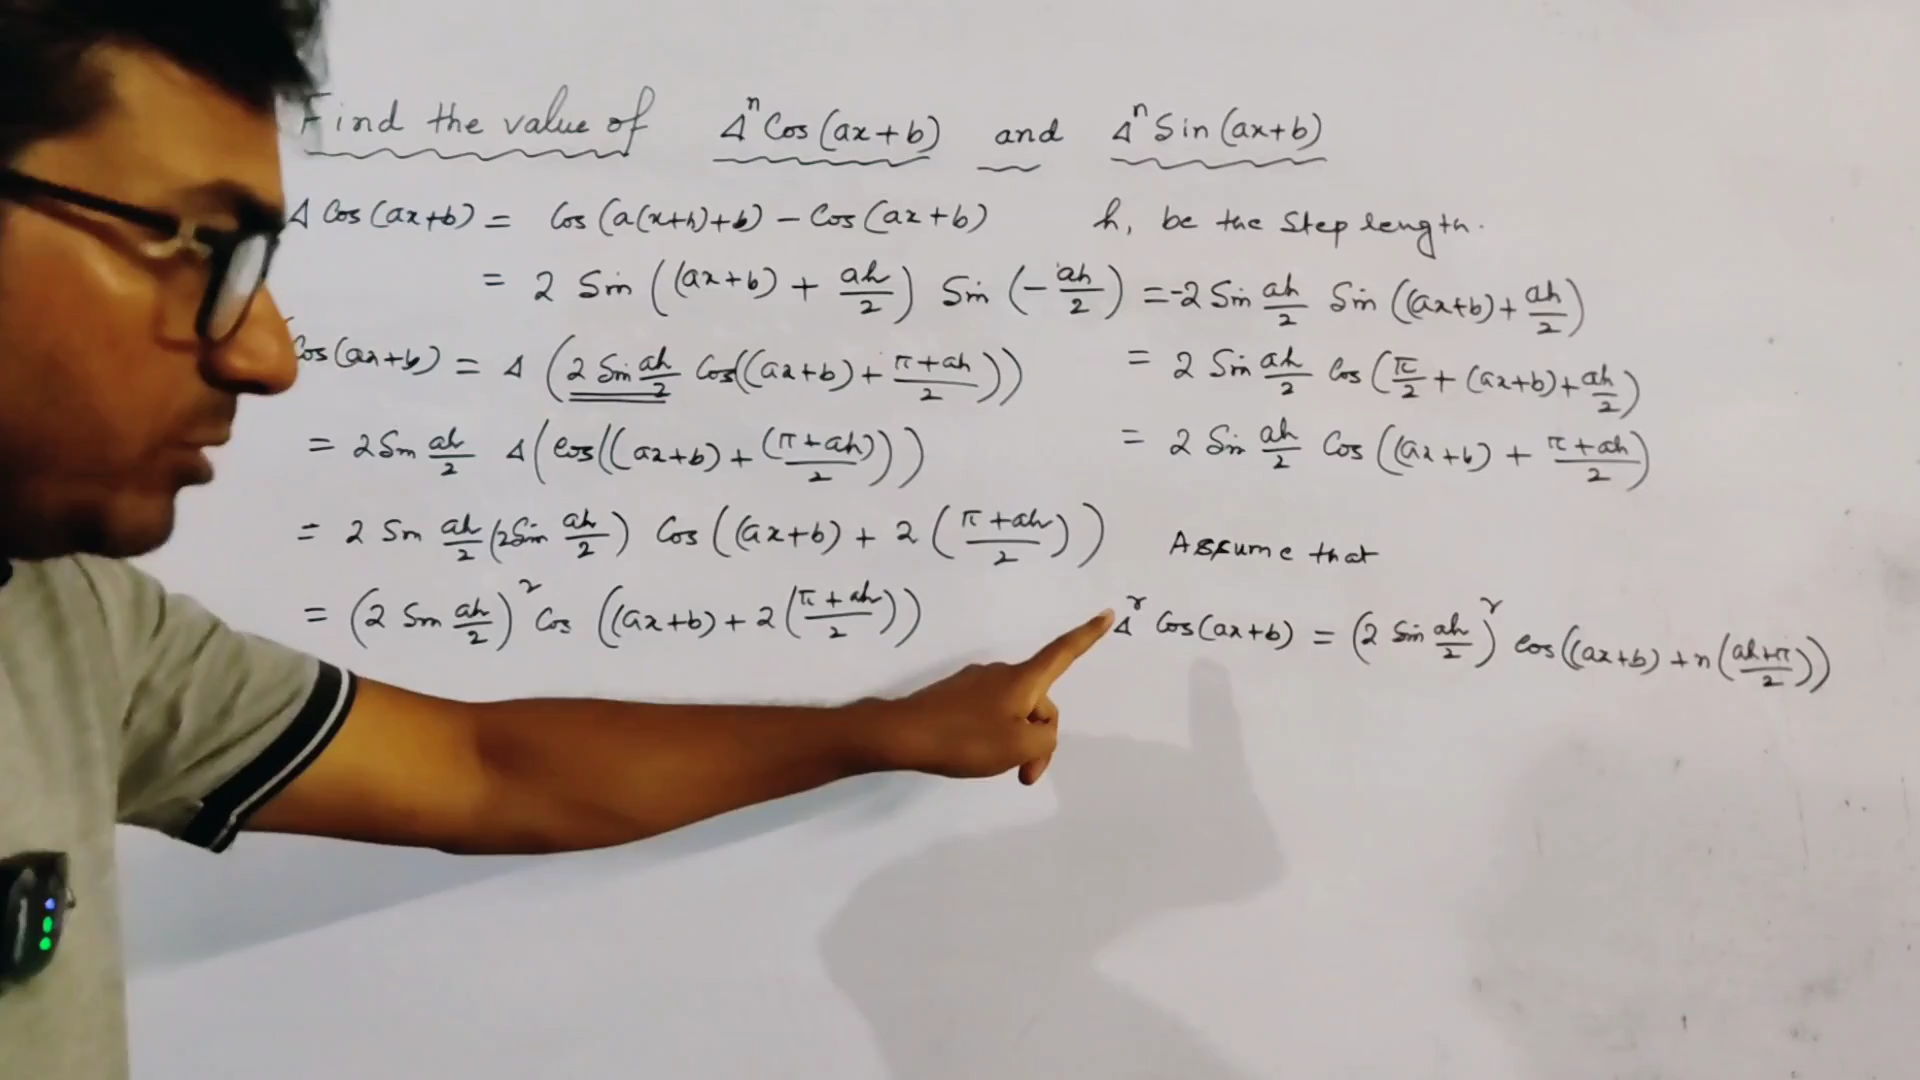 Find the value of Δⁿ Cos(ax+b) and Δⁿ Sin(ax+b)
Δ Cos(ax+b) = Cos(a(x+h)+b) − Cos(ax+b) h, be the Step length.
= 2 Sin((ax+b) + ah/2) Sin(−ah/2) = −2 Sin ah/2 Sin((ax+b) + ah/2)
Cos(ax+b) = Δ(2 Sin ah/2 Cos((ax+b) + (π+ah)/2))
= 2 Sin ah/2 Cos(π/2 + (ax+b) + ah/2)
= 2 Sin ah/2 Δ(Cos((ax+b) + (π+ah)/2))
= 2 Sin ah/2 Cos((ax+b) + (π+ah)/2)
= 2 Sin ah/2 (2 Sin ah/2) Cos((ax+b) + 2((π+ah)/2))
= (2 Sin ah/2)² Cos((ax+b) + 2((π+ah)/2))
Assume that
Δʳ Cos(ax+b) = (2 Sin ah/2)ʳ Cos((ax+b) + n((ah+π)/2))